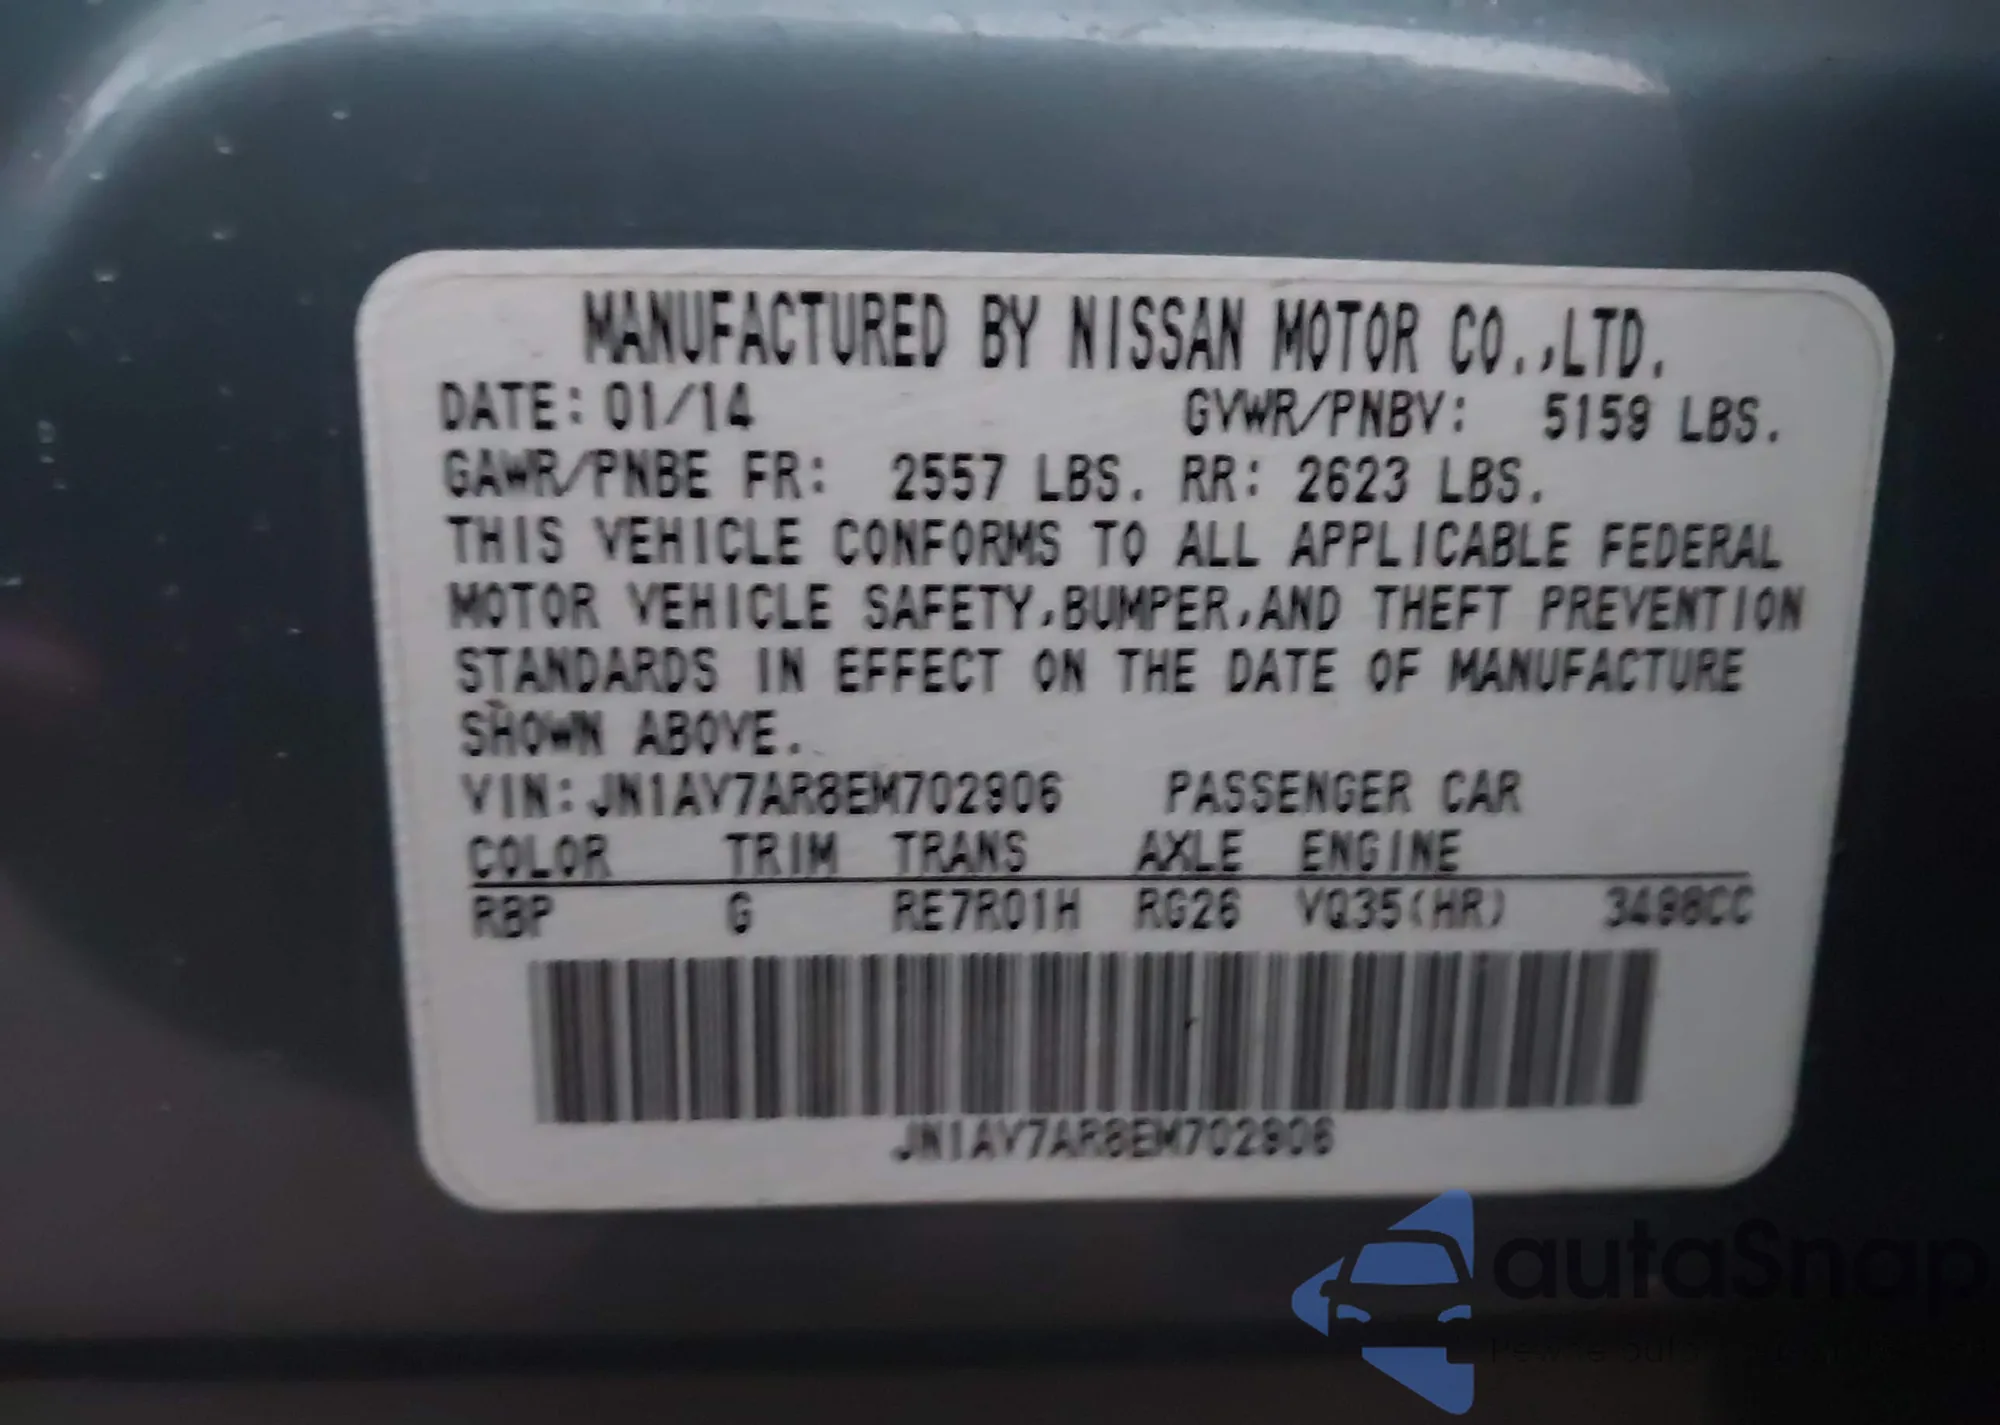 MANUFACTURED BY NISSAN MOTOR CO.,LTD.
DATE: 01/14 GVWR/PNBV: 5159 LBS.
GAWR/PNBE FR: 2557 LBS. RR: 2623 LBS.
THIS VEHICLE CONFORMS TO ALL APPLICABLE FEDERAL
MOTOR VEHICLE SAFETY,BUMPER,AND THEFT PREVENTION
STANDARDS IN EFFECT ON THE DATE OF MANUFACTURE
SHOWN ABOVE.
VIN:JN1AV7AR8EM702906 PASSENGER CAR
COLOR TRIM TRANS AXLE ENGINE
RBP G RE7R01H RG26 VQ35(HR) 3498CC
JN1AV7AR8EM702906
autaSnap